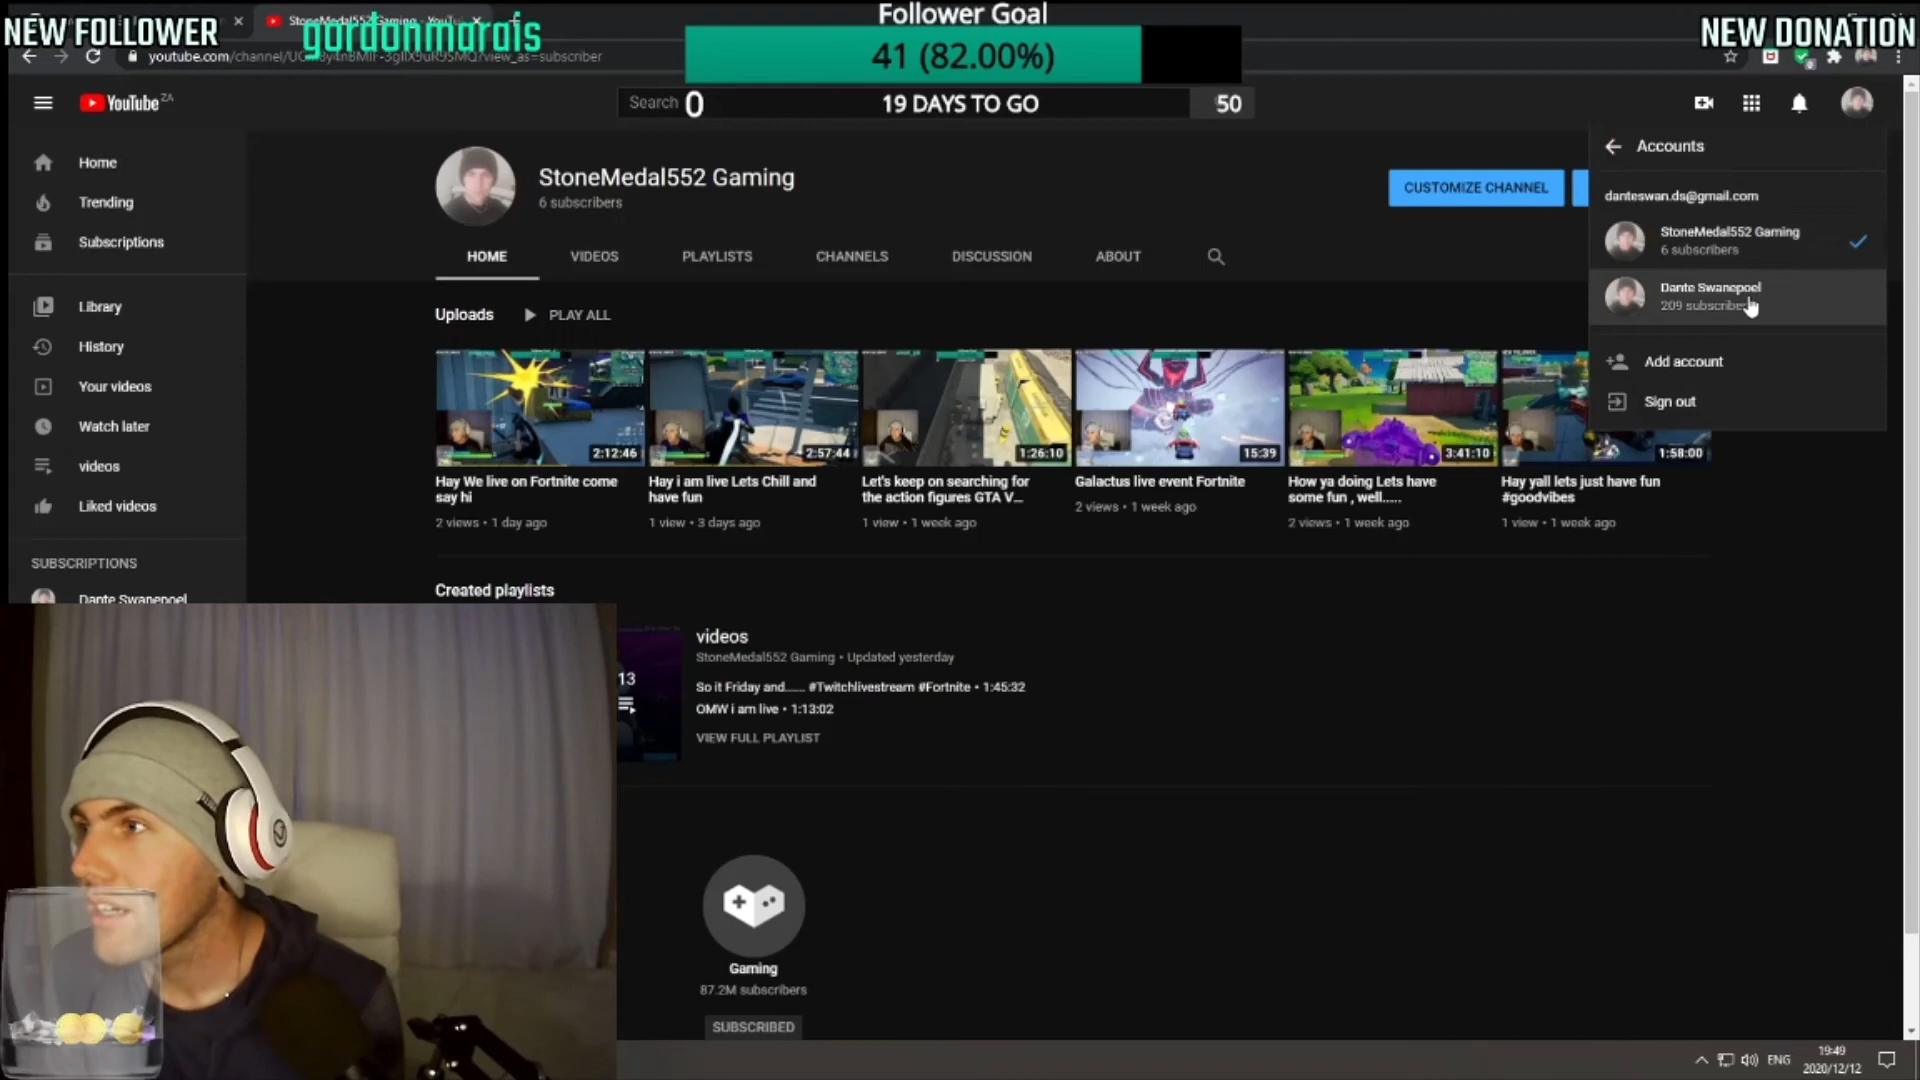 NEW FOLLOWER
gordonmarais
Follower Goal
41 (82.00%)
NEW DONATION
StoneMedal552 Gaming - YouTu
Search
0
19 DAYS TO GO
50
YouTube ZA
Home
Trending
Subscriptions
Library
History
Your videos
Watch later
videos
Liked videos
SUBSCRIPTIONS
Dante Swanepoel
StoneMedal552 Gaming
6 subscribers
CUSTOMIZE CHANNEL
HOME
VIDEOS
PLAYLISTS
CHANNELS
DISCUSSION
ABOUT
Uploads
PLAY ALL
2:12:46
Hay We live on Fortnite come
say hi
2 views • 1 day ago
2:57:44
Hay i am live Lets Chill and
have fun
1 view • 3 days ago
1:26:10
Let's keep on searching for
the action figures GTA V...
1 view • 1 week ago
15:39
Galactus live event Fortnite
2 views • 1 week ago
3:41:10
How ya doing Lets have
some fun , well.....
2 views • 1 week ago
1:58:00
Hay yall lets just have fun
#goodvibes
1 view • 1 week ago
Accounts
danteswan.ds@gmail.com
StoneMedal552 Gaming
6 subscribers
Dante Swanepoel
209
Add account
Sign out
Created playlists
13
videos
StoneMedal552 Gaming • Updated yesterday
So it Friday and...... #Twitchlivestream #Fortnite • 1:45:32
OMW i am live • 1:13:02
VIEW FULL PLAYLIST
Gaming
87.2M subscribers
SUBSCRIBED
ENG
19:49
2020/12/12